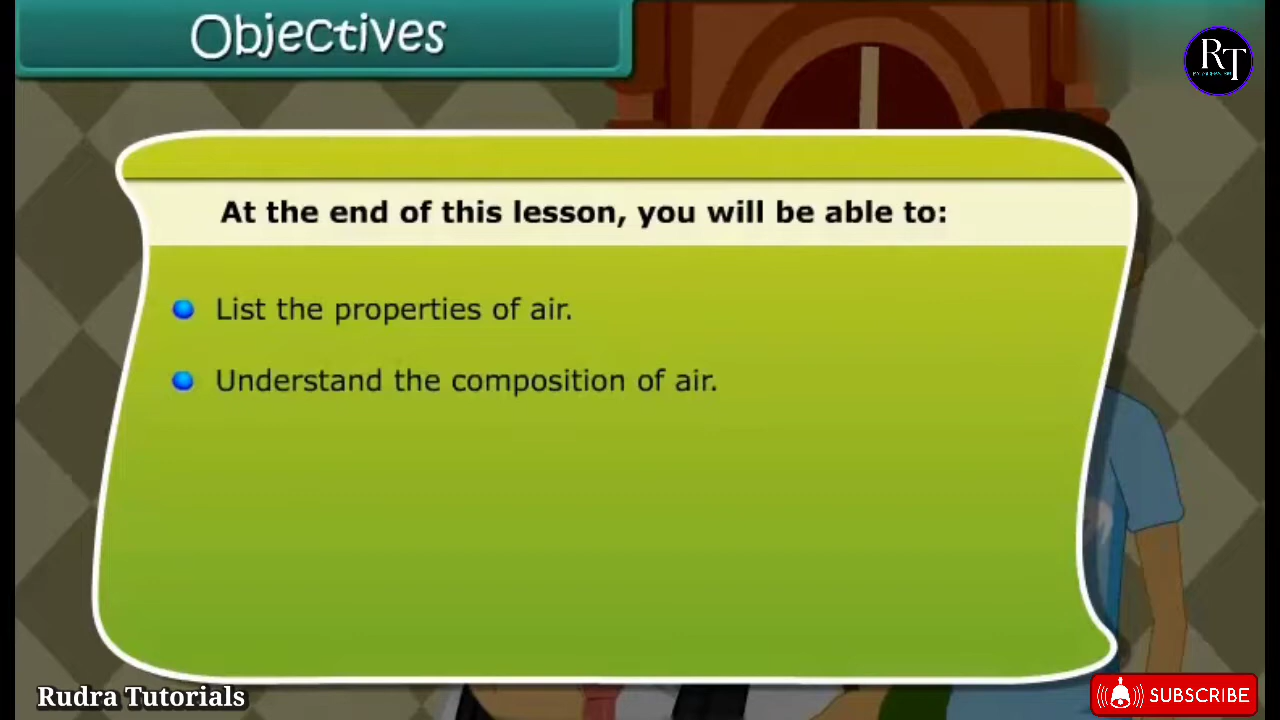 Objectives
RT
At the end of this lesson, you will be able to:
List the properties of air.
Understand the composition of air.
Rudra Tutorials
SUBSCRIBE